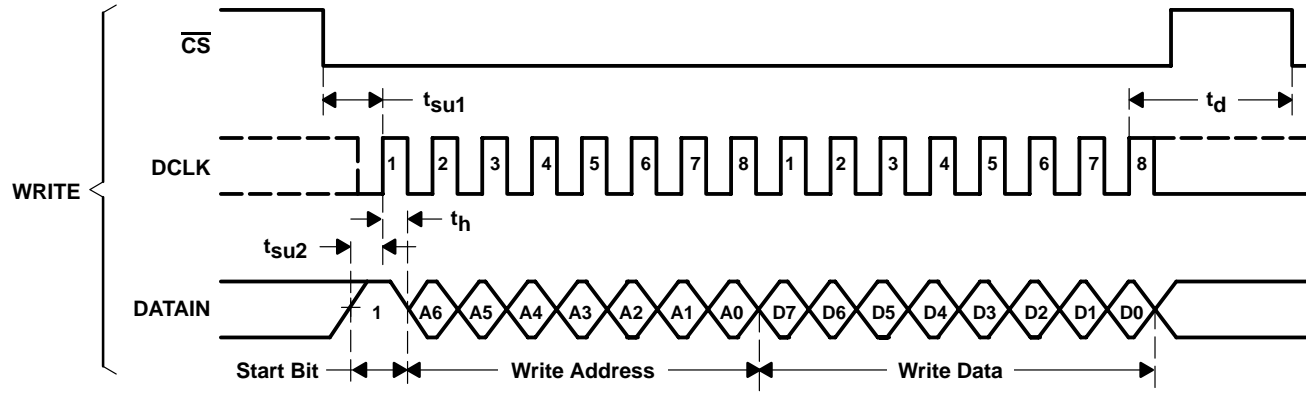 CS
tsu1
td
DCLK
1 2 3 4 5 6 7 8 1 2 3 4 5 6 7 8
WRITE
th
tsu2
DATAIN
1 A6 A5 A4 A3 A2 A1 A0 D7 D6 D5 D4 D3 D2 D1 D0
Start Bit Write Address Write Data